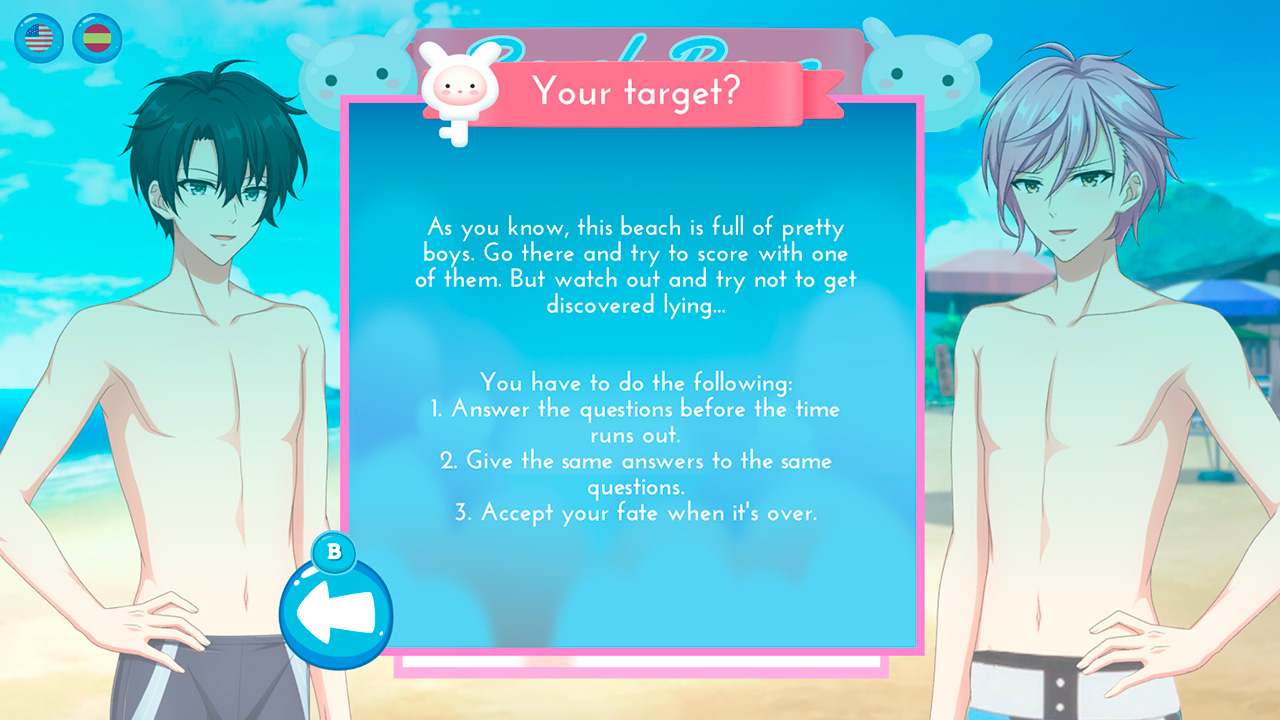 Your target?
As you know, this beach is full of pretty
boys. Go there and try to score with one
of them. But watch out and try not to get
discovered lying...
You have to do the following:
1. Answer the questions before the time
runs out.
2. Give the same answers to the same
questions.
3. Accept your fate when it's over.
B